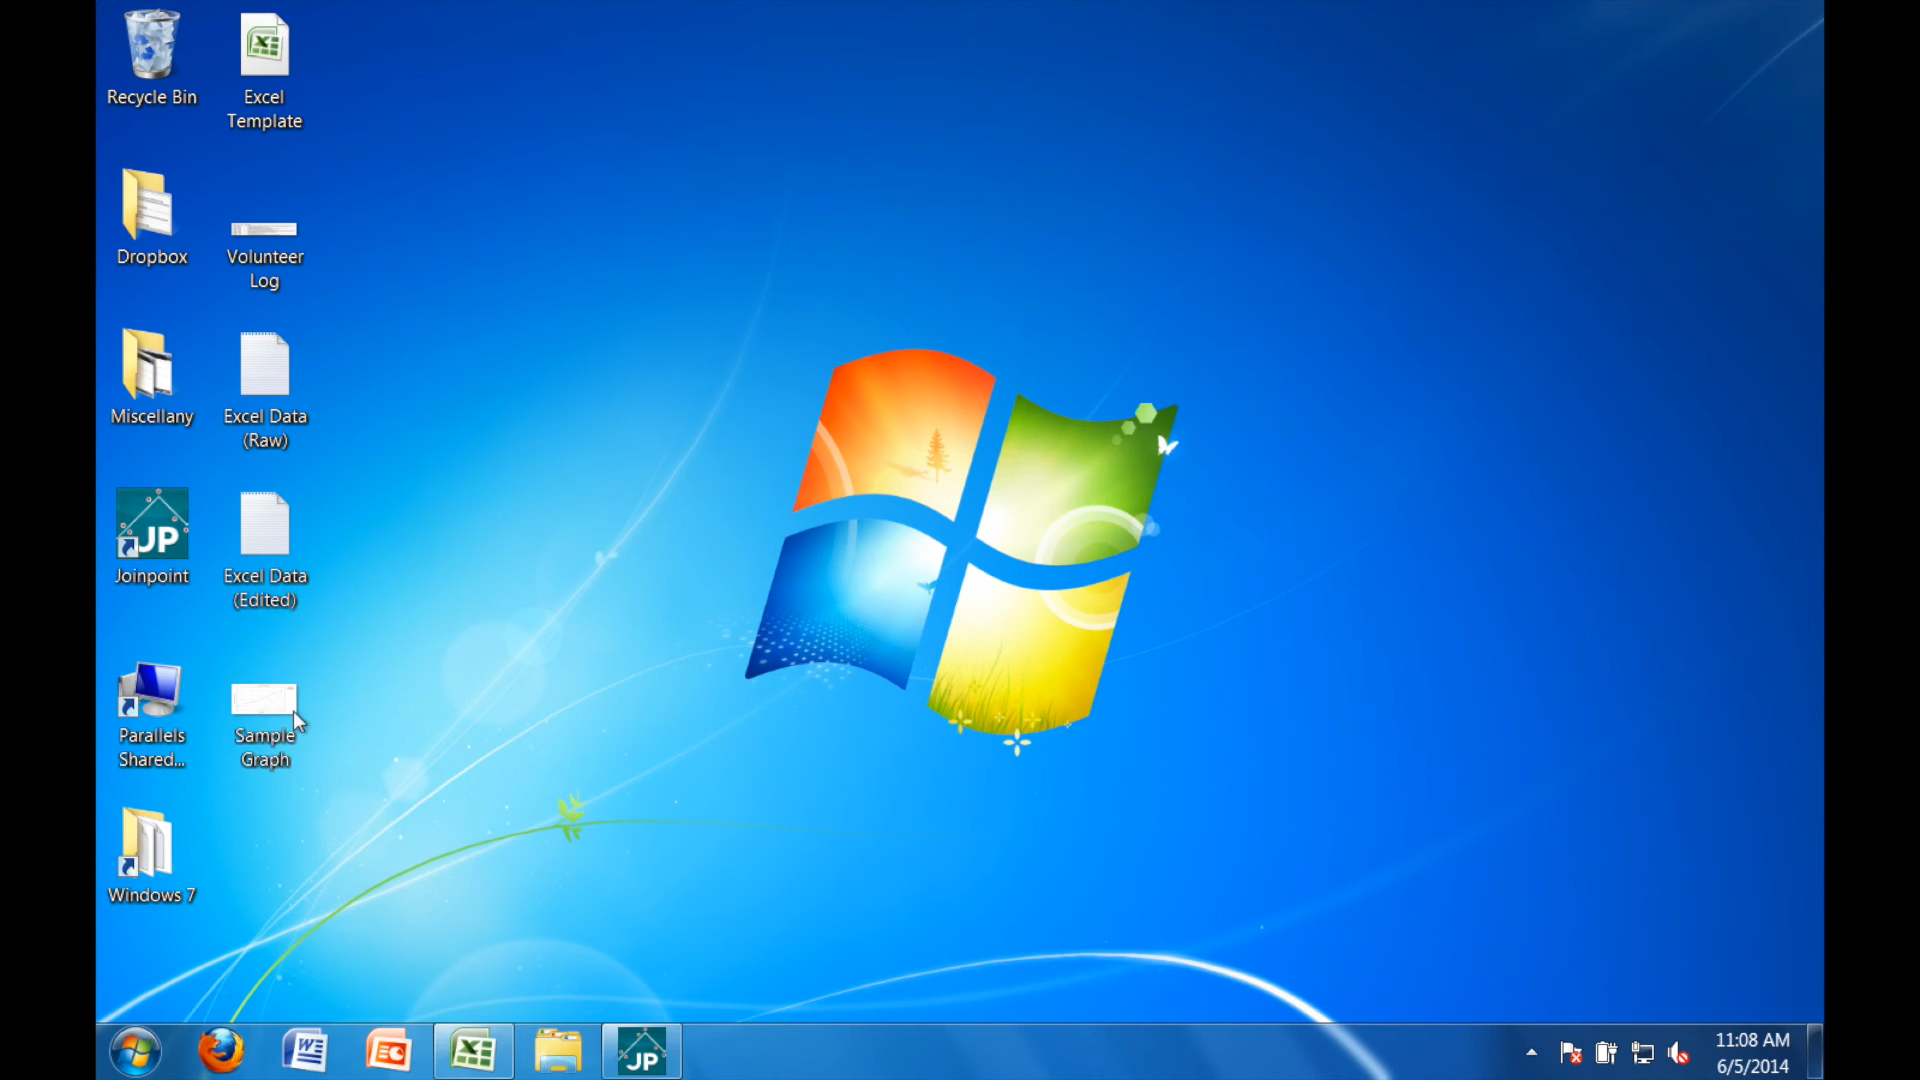 Recycle Bin
Excel
Template
Dropbox
Volunteer
Log
Miscellany
Excel Data
(Raw)
JP
Joinpoint
Excel Data
(Edited)
Parallels
Shared...
Sample
Graph
Windows 7
W
JP
11:08 AM
6/5/2014